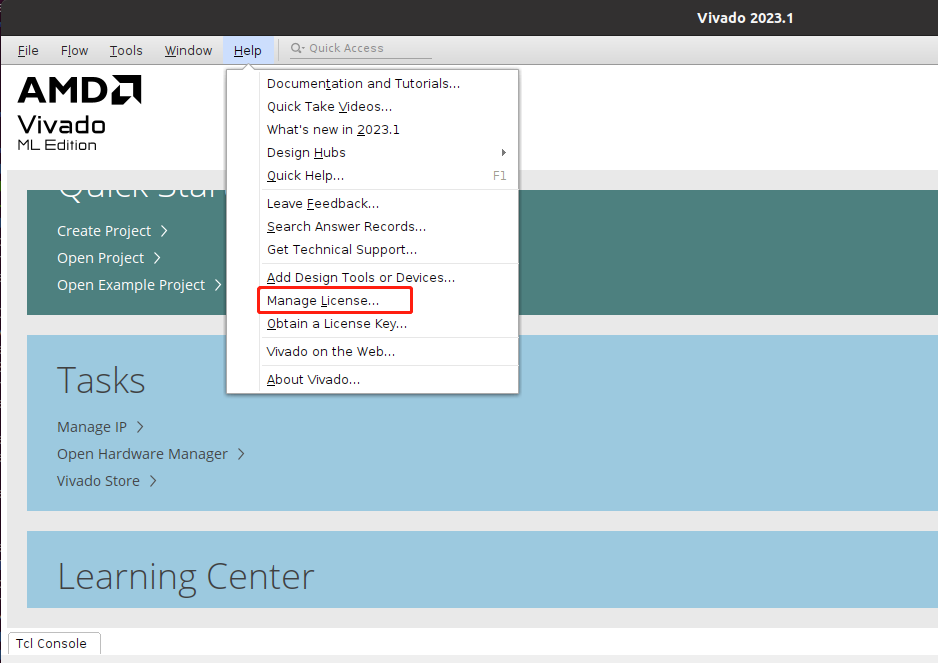 Vivado 2023.1
File Flow Tools Window Help Quick Access
AMD
Vivado
ML Edition
Documentation and Tutorials...
Quick Take Videos...
What's new in 2023.1
Design Hubs
Quick Help... F1
Leave Feedback...
Search Answer Records...
Get Technical Support...
Add Design Tools or Devices...
Manage License...
Obtain a License Key...
Vivado on the Web...
About Vivado...
Quick Start
Create Project
Open Project
Open Example Project
Tasks
Manage IP
Open Hardware Manager
Vivado Store
Learning Center
Tcl Console